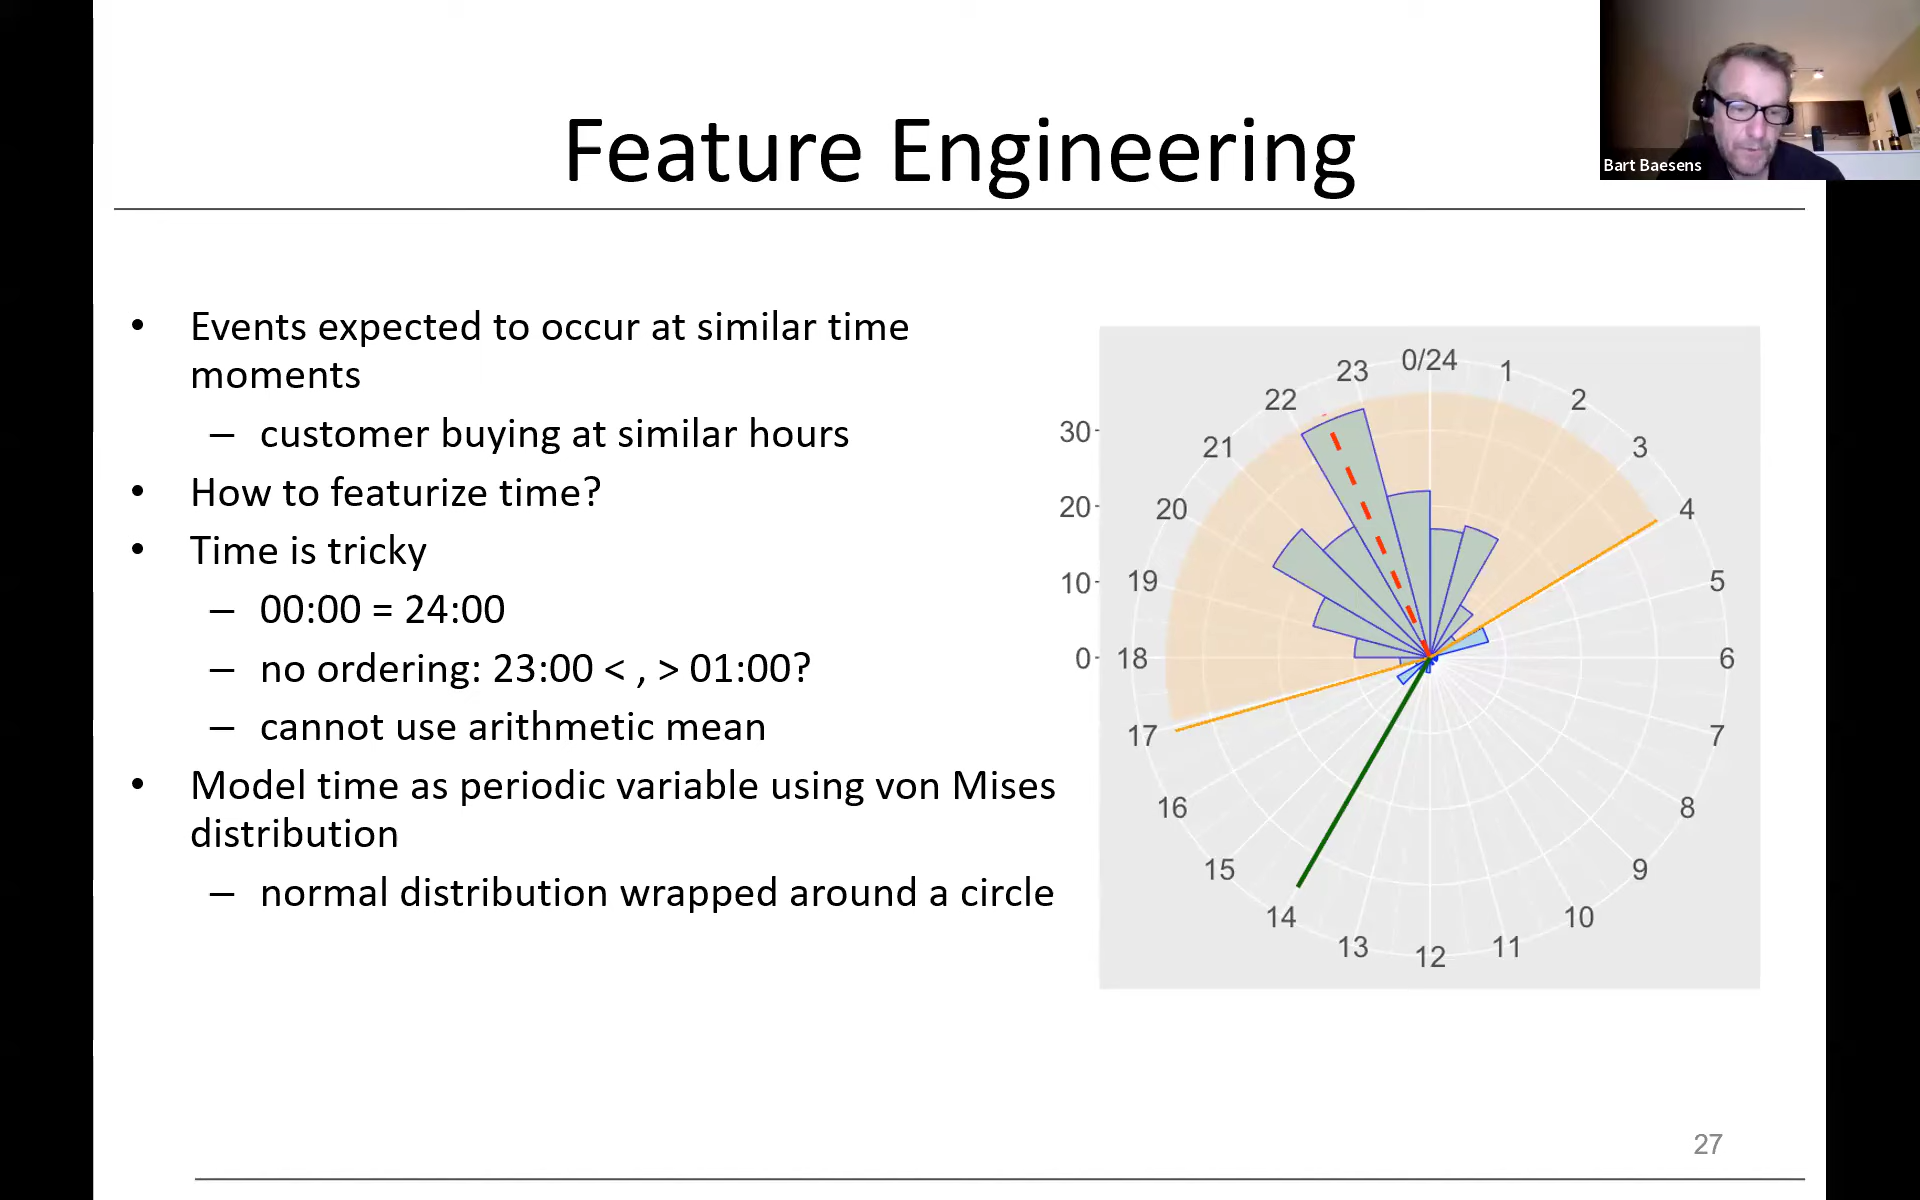 Feature Engineering
Bart Baesens
• Events expected to occur at similar time
moments
– customer buying at similar hours
• How to featurize time?
• Time is tricky
– 00:00 = 24:00
– no ordering: 23:00 < , > 01:00?
– cannot use arithmetic mean
• Model time as periodic variable using von Mises
distribution
– normal distribution wrapped around a circle
30
20
10
0
0/24
1
2
3
4
5
6
7
8
9
10
11
12
13
14
15
16
17
18
19
20
21
22
23
27